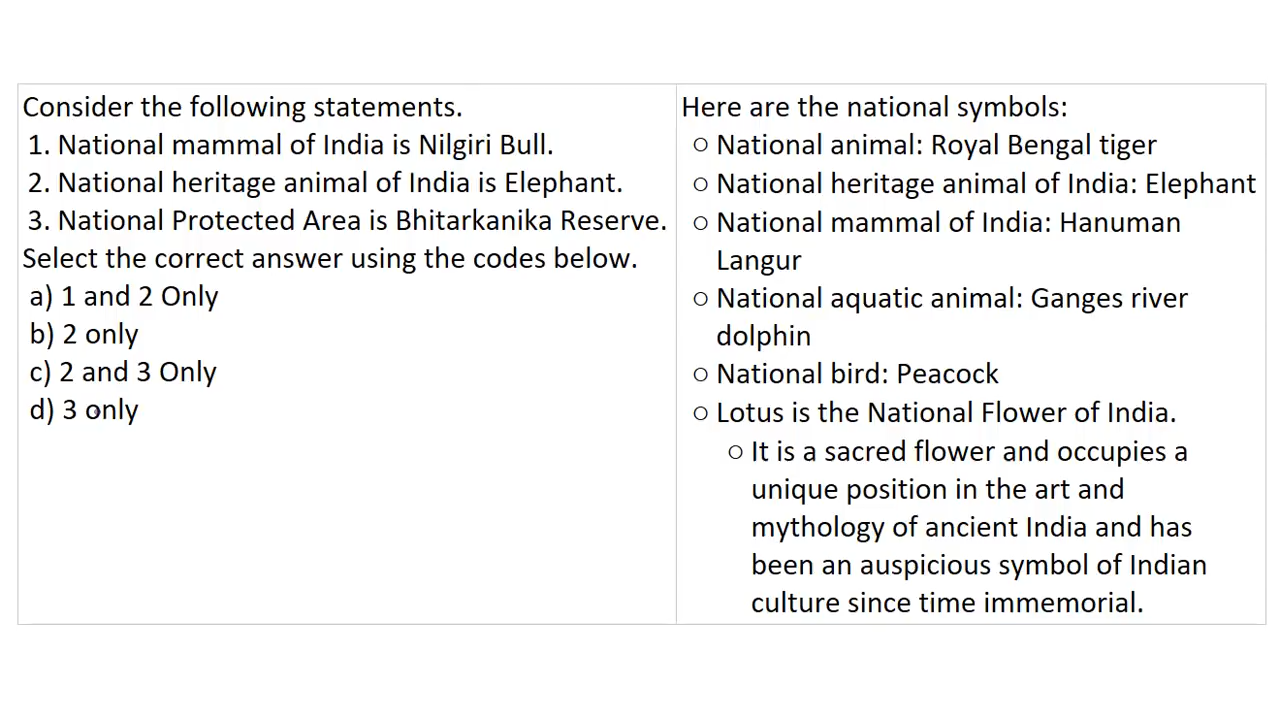 Consider the following statements.
1. National mammal of India is Nilgiri Bull.
2. National heritage animal of India is Elephant.
3. National Protected Area is Bhitarkanika Reserve.
Select the correct answer using the codes below.
a) 1 and 2 Only
b) 2 only
c) 2 and 3 Only
d) 3 only
Here are the national symbols:
○ National animal: Royal Bengal tiger
○ National heritage animal of India: Elephant
○ National mammal of India: Hanuman
Langur
○ National aquatic animal: Ganges river
dolphin
○ National bird: Peacock
○ Lotus is the National Flower of India.
○ It is a sacred flower and occupies a
unique position in the art and
mythology of ancient India and has
been an auspicious symbol of Indian
culture since time immemorial.